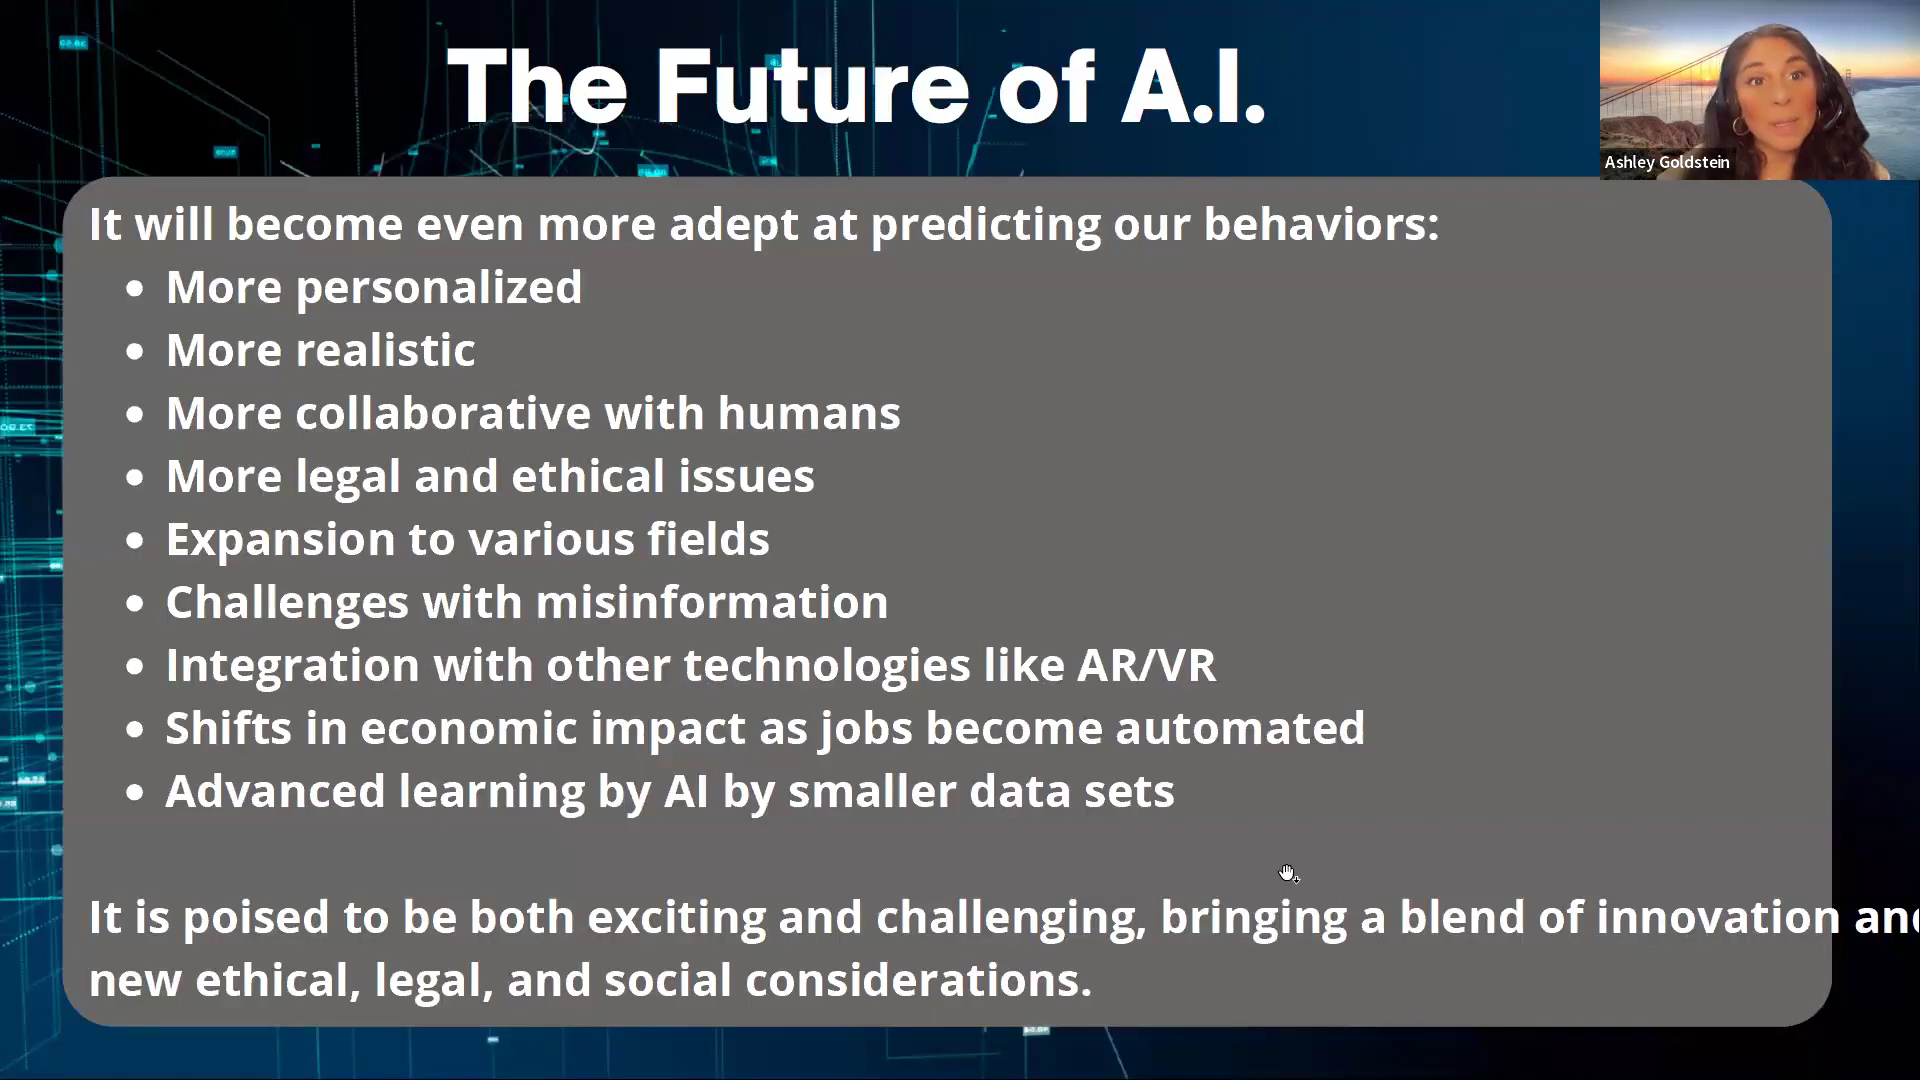 The Future of A.I.
Ashley Goldstein
It will become even more adept at predicting our behaviors:
• More personalized
• More realistic
• More collaborative with humans
• More legal and ethical issues
• Expansion to various fields
• Challenges with misinformation
• Integration with other technologies like AR/VR
• Shifts in economic impact as jobs become automated
• Advanced learning by AI by smaller data sets
It is poised to be both exciting and challenging, bringing a blend of innovation and
new ethical, legal, and social considerations.